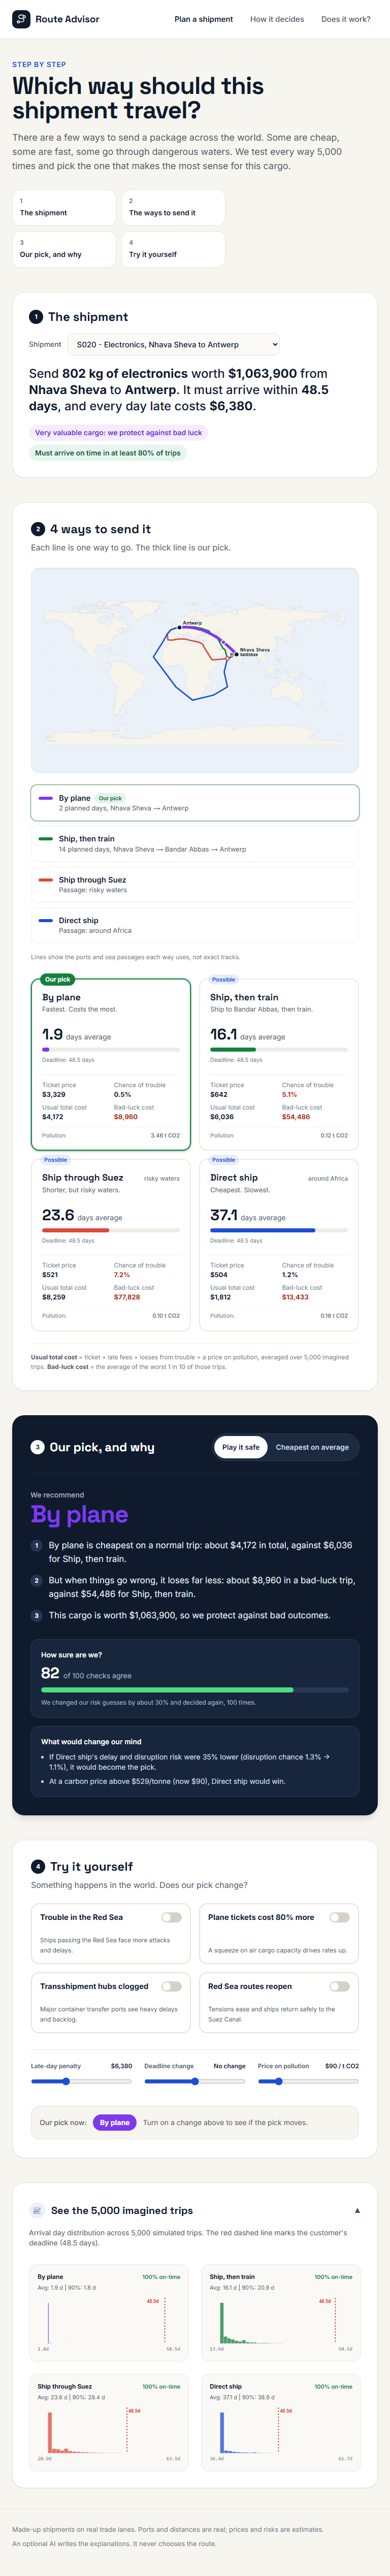 Route Advisor
Plan a shipment
How it decides
Does it work?
STEP BY STEP
Which way should this
shipment travel?
There are a few ways to send a package across the world. Some are cheap,
some are fast, some go through dangerous waters. We test every way 5,000
times and pick the one that makes the most sense for this cargo.
1
The shipment
2
The ways to send it
3
Our pick, and why
4
Try it yourself
1 The shipment
Shipment
S020 - Electronics, Nhava Sheva to Antwerp
Send 802 kg of electronics worth $1,063,900 from
Nhava Sheva to Antwerp. It must arrive within 48.5
days, and every day late costs $6,380.
Very valuable cargo: we protect against bad luck
Must arrive on time in at least 80% of trips
2 4 ways to send it
Each line is one way to go. The thick line is our pick.
Antwerp
Nhava Sheva
By plane Our pick
2 planned days, Nhava Sheva → Antwerp
Ship, then train
14 planned days, Nhava Sheva → Bandar Abbas → Antwerp
Ship through Suez
Passage: risky waters
Direct ship
Passage: around Africa
Lines show the ports and sea passages each way uses, not exact tracks.
Our pick
By plane
Fastest. Costs the most.
1.9 days average
Deadline: 48.5 days
Ticket price
$3,329
Chance of trouble
0.5%
Usual total cost
$4,172
Bad-luck cost
$8,960
Pollution:
3.46 t CO2
Possible
Ship, then train
Ship to Bandar Abbas, then train.
16.1 days average
Deadline: 48.5 days
Ticket price
$642
Chance of trouble
5.1%
Usual total cost
$6,036
Bad-luck cost
$54,486
Pollution:
0.12 t CO2
Possible
Ship through Suez
risky waters
Shorter, but risky waters.
23.6 days average
Deadline: 48.5 days
Ticket price
$521
Chance of trouble
7.2%
Usual total cost
$8,259
Bad-luck cost
$77,828
Pollution:
0.10 t CO2
Possible
Direct ship
around Africa
Cheapest. Slowest.
37.1 days average
Deadline: 48.5 days
Ticket price
$504
Chance of trouble
1.2%
Usual total cost
$1,812
Bad-luck cost
$13,433
Pollution:
0.18 t CO2
Usual total cost = ticket + late fees + losses from trouble + a price on pollution, averaged over 5,000 imagined
trips. Bad-luck cost = the average of the worst 1 in 10 of those trips.
3 Our pick, and why
Play it safe
Cheapest on average
We recommend
By plane
1 By plane is cheapest on a normal trip: about $4,172 in total, against $6,036
for Ship, then train.
2 But when things go wrong, it loses far less: about $8,960 in a bad-luck trip,
against $54,486 for Ship, then train.
3 This cargo is worth $1,063,900, so we protect against bad outcomes.
How sure are we?
82 of 100 checks agree
We changed our risk guesses by about 30% and decided again, 100 times.
What would change our mind
• If Direct ship's delay and disruption risk were 35% lower (disruption chance 1.3% →
1.1%), it would become the pick.
• At a carbon price above $529/tonne (now $90), Direct ship would win.
4 Try it yourself
Something happens in the world. Does our pick change?
Trouble in the Red Sea
Ships passing the Red Sea face more attacks
and delays.
Plane tickets cost 80% more
A squeeze on air cargo capacity drives rates up.
Transshipment hubs clogged
Major container transfer ports see heavy delays
and backlog.
Red Sea routes reopen
Tensions ease and ships return safely to the
Suez Canal.
Late-day penalty
$6,380
Deadline change
No change
Price on pollution
$90 / t CO2
Our pick now:
By plane
Turn on a change above to see if the pick moves.
See the 5,000 imagined trips
▲
Arrival day distribution across 5,000 simulated trips. The red dashed line marks the customer's
deadline (48.5 days).
By plane
100% on-time
Avg: 1.9 d | 90%: 1.8 d
48.5d
1.8d
50.5d
Ship, then train
100% on-time
Avg: 16.1 d | 90%: 20.9 d
48.5d
13.9d
50.5d
Ship through Suez
100% on-time
Avg: 23.6 d | 90%: 29.4 d
48.5d
20.9d
63.5d
Direct ship
100% on-time
Avg: 37.1 d | 90%: 38.9 d
48.5d
36.4d
61.7d
Made-up shipments on real trade lanes. Ports and distances are real; prices and risks are estimates.
An optional AI writes the explanations. It never chooses the route.